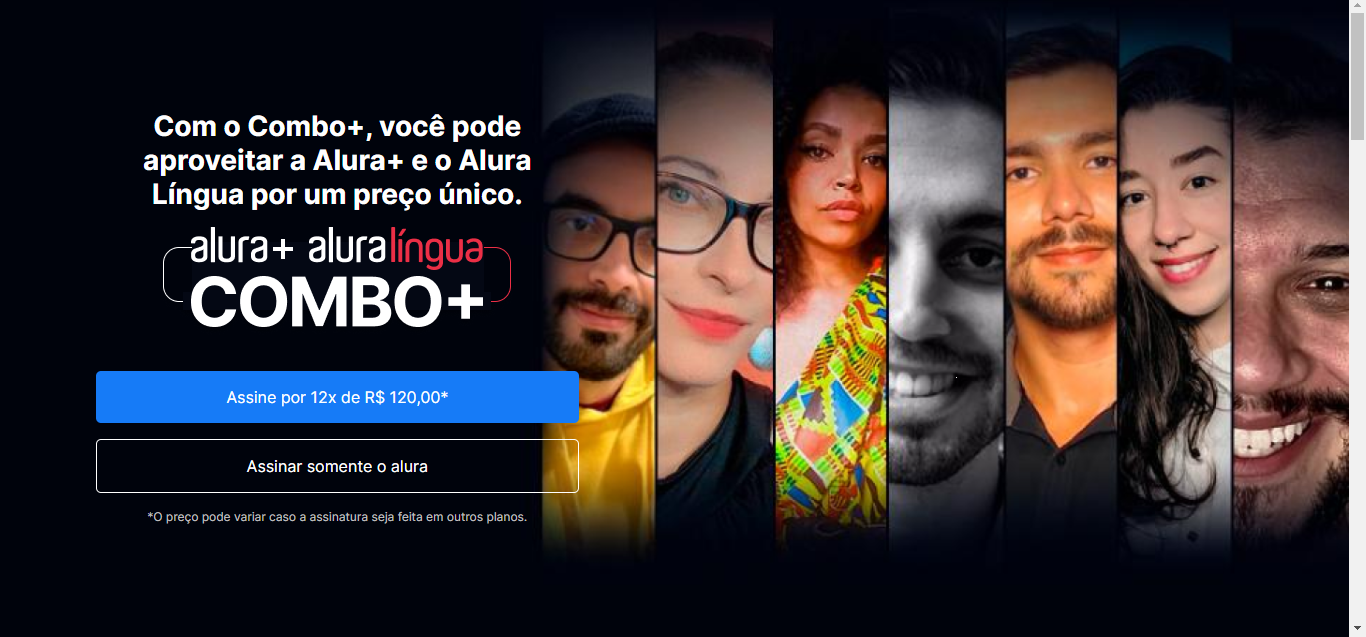 Com o Combo+, você pode
aproveitar a Alura+ e o Alura
Língua por um preço único.
alura+ aluralíngua
COMBO+
Assine por 12x de R$ 120,00*
Assinar somente o alura
*O preço pode variar caso a assinatura seja feita em outros planos.